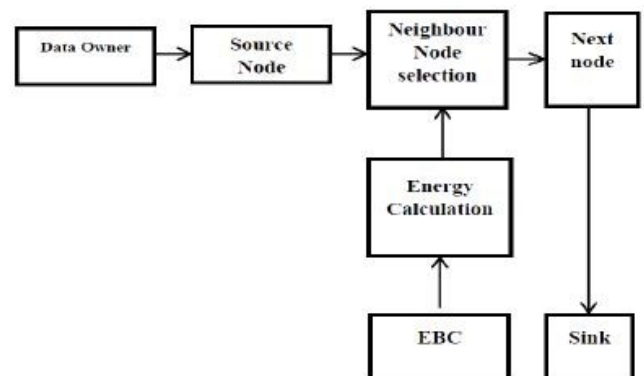 Data Owner
Source
Node
Neighbour
Node
selection
Next
node
Energy
Calculation
EBC
Sink